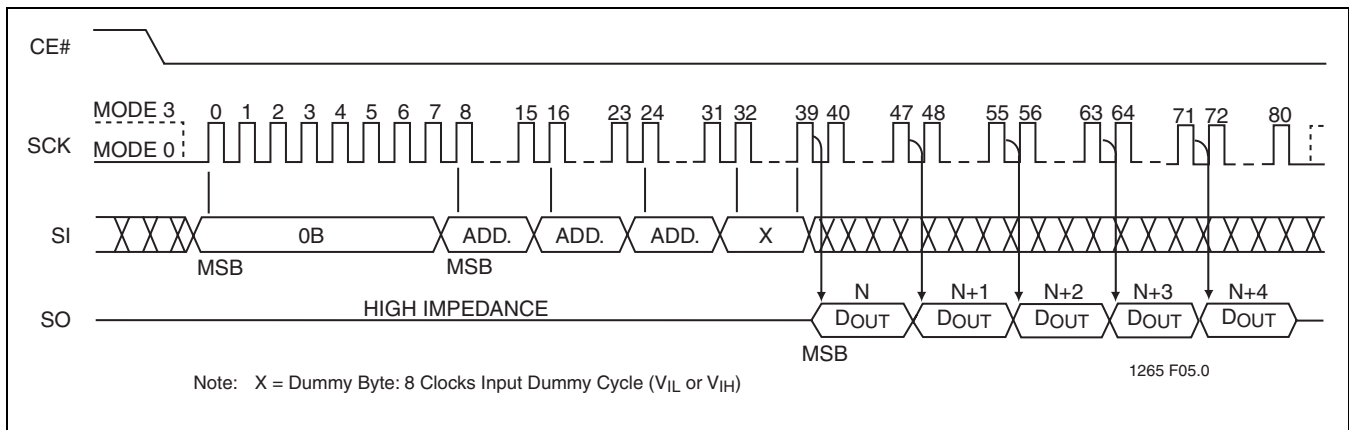 CE#
MODE 3 0 1 2 3 4 5 6 7 8 15 16 23 24 31 32 39 40 47 48 55 56 63 64 71 72 80
SCK MODE 0
SI 0B ADD. ADD. ADD. X
MSB MSB
N N+1 N+2 N+3 N+4
SO HIGH IMPEDANCE DOUT DOUT DOUT DOUT DOUT
MSB
1265 F05.0
Note: X = Dummy Byte: 8 Clocks Input Dummy Cycle (VIL or VIH)